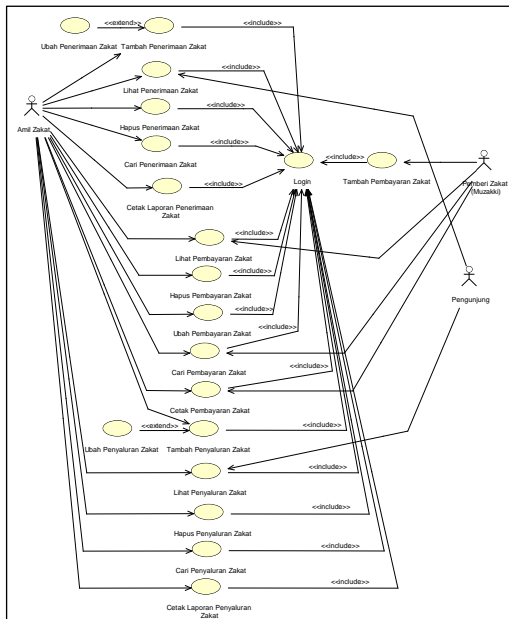 <<extend>>
<<include>>
Ubah Penerimaan Zakat
Tambah Penerimaan Zakat
<<include>>
Lihat Penerimaan Zakat
<<include>>
Amil Zakat
Hapus Penerimaan Zakat
<<include>>
Cari Penerimaan Zakat
<<include>>
Cetak Laporan Penerimaan
Zakat
Login
<<include>>
Tambah Pembayaran Zakat
Pemberi Zakat
(Muzakki)
<<include>>
Lihat Pembayaran Zakat
<<include>>
Hapus Pembayaran Zakat
<<include>>
Pengunjung
Ubah Pembayaran Zakat
<<include>>
Cari Pembayaran Zakat
<<include>>
Cetak Pembayaran Zakat
<<extend>>
<<include>>
Ubah Penyaluran Zakat
Tambah Penyaluran Zakat
<<include>>
Lihat Penyaluran Zakat
<<include>>
Hapus Penyaluran Zakat
<<include>>
Cari Penyaluran Zakat
<<include>>
Cetak Laporan Penyaluran
Zakat